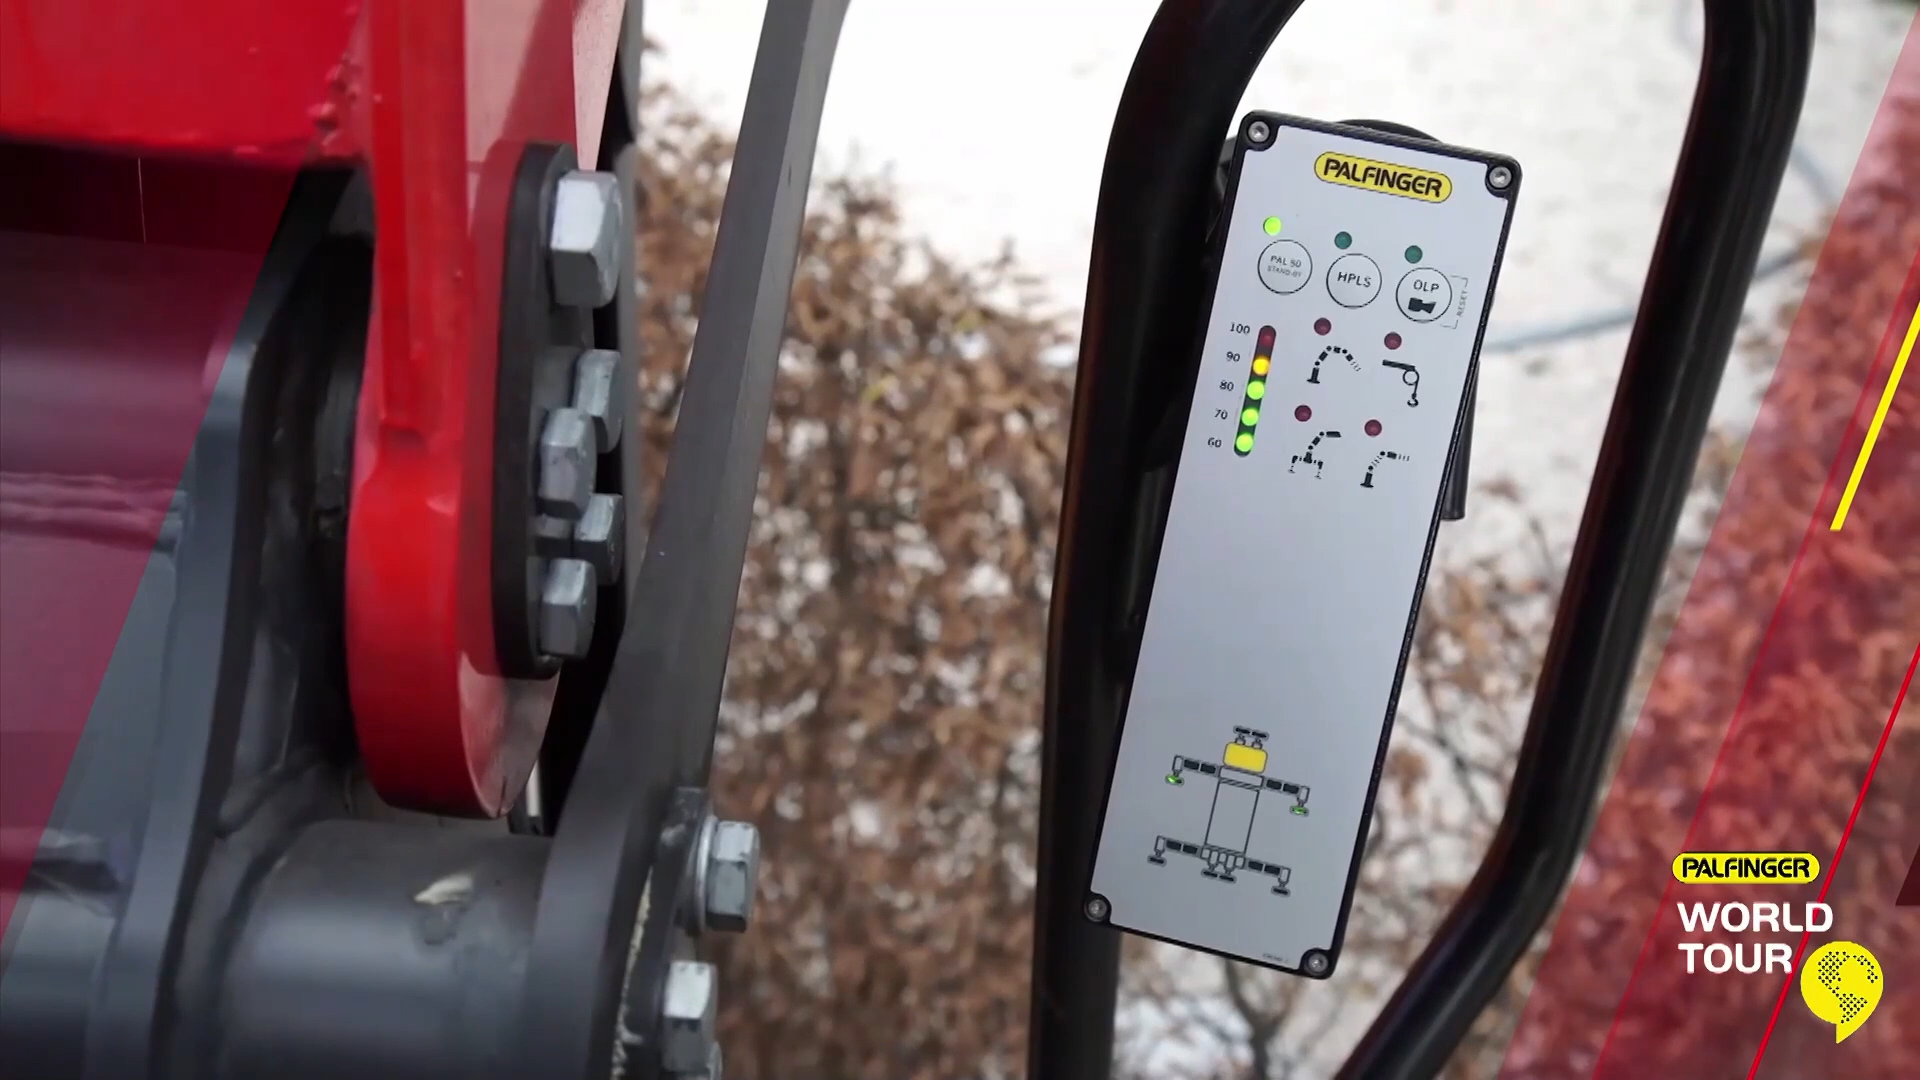 PALFINGER
PAL 50
STAND-BY
HPLS
OLP
RESET
100
90
80
70
60
PALFINGER
WORLD
TOUR